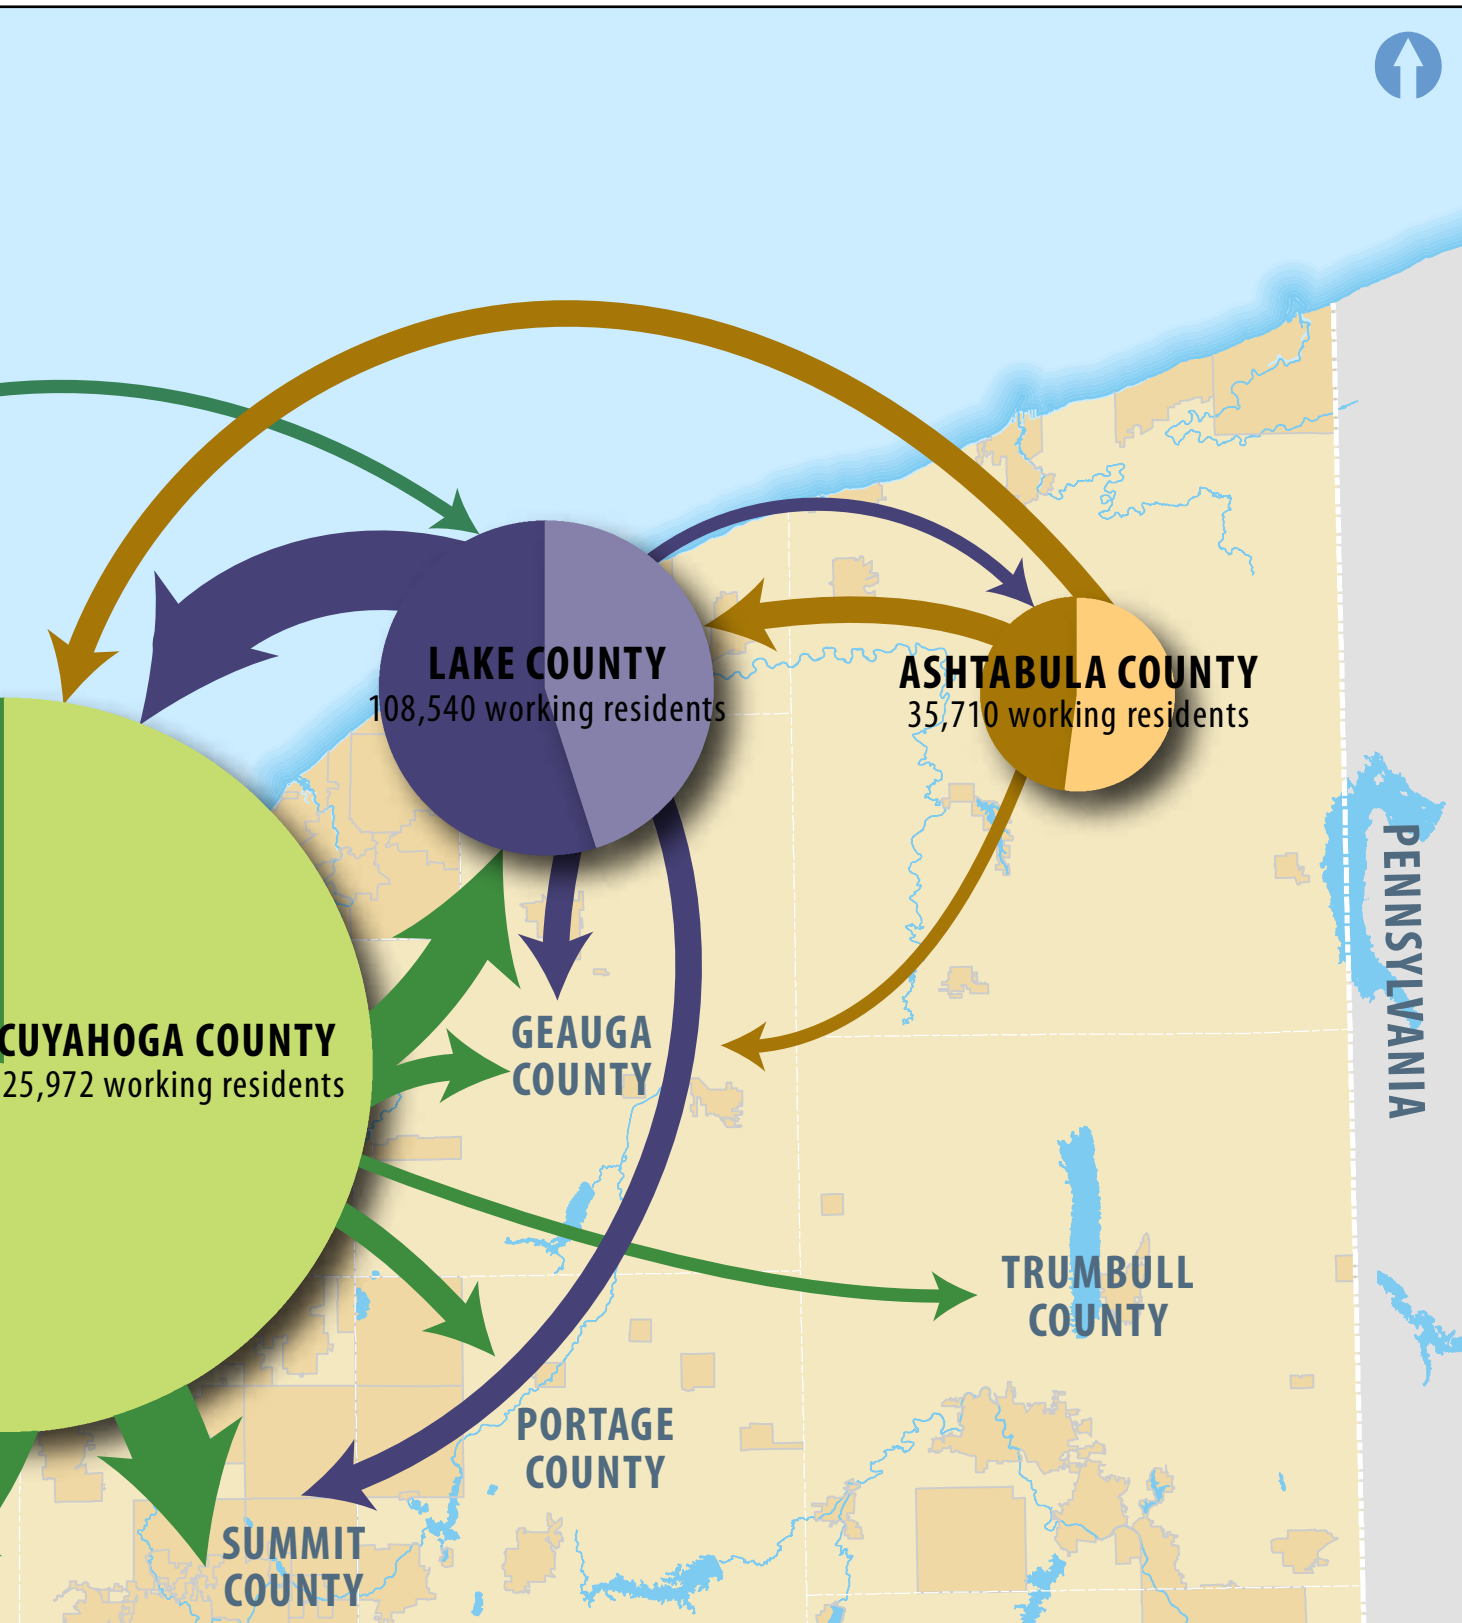 LAKE COUNTY
108,540 working residents
ASHTABULA COUNTY
35,710 working residents
PENNSYLVANIA
CUYAHOGA COUNTY
25,972 working residents
GEAUGA
COUNTY
TRUMBULL
COUNTY
PORTAGE
COUNTY
SUMMIT
COUNTY